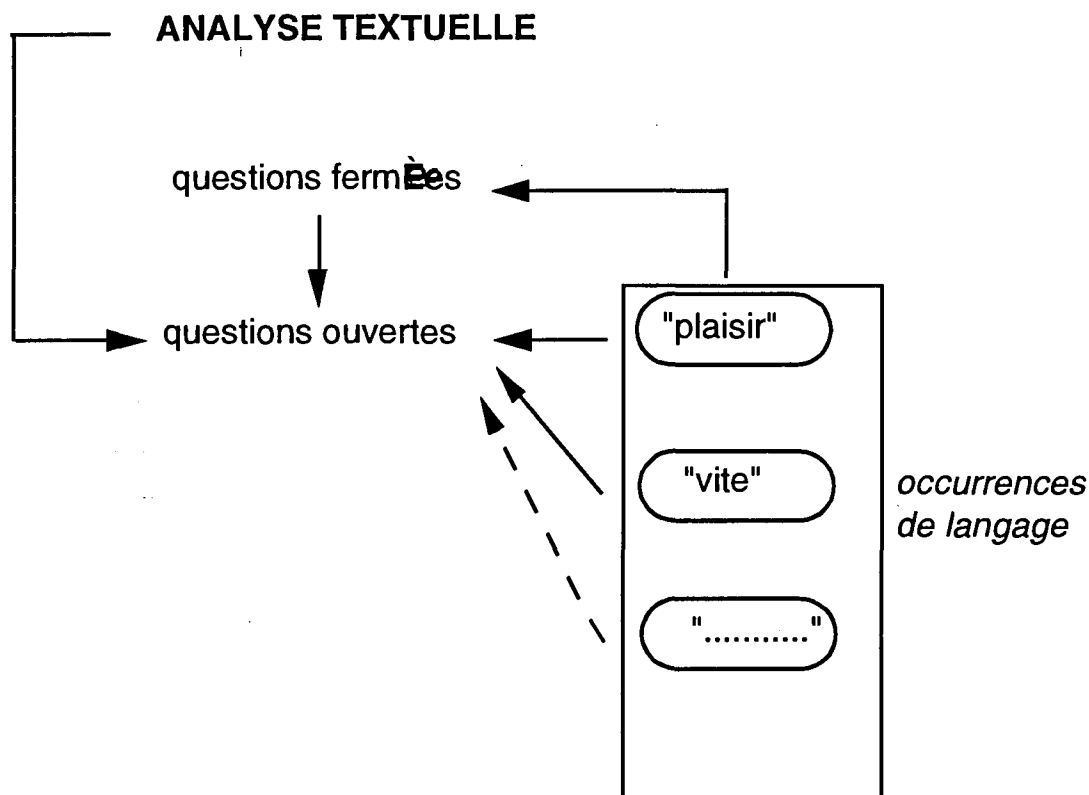 ANALYSE TEXTUELLE
questions fermÈes
questions ouvertes
"plaisir"
"vite"
occurrences
de langage
"..........."